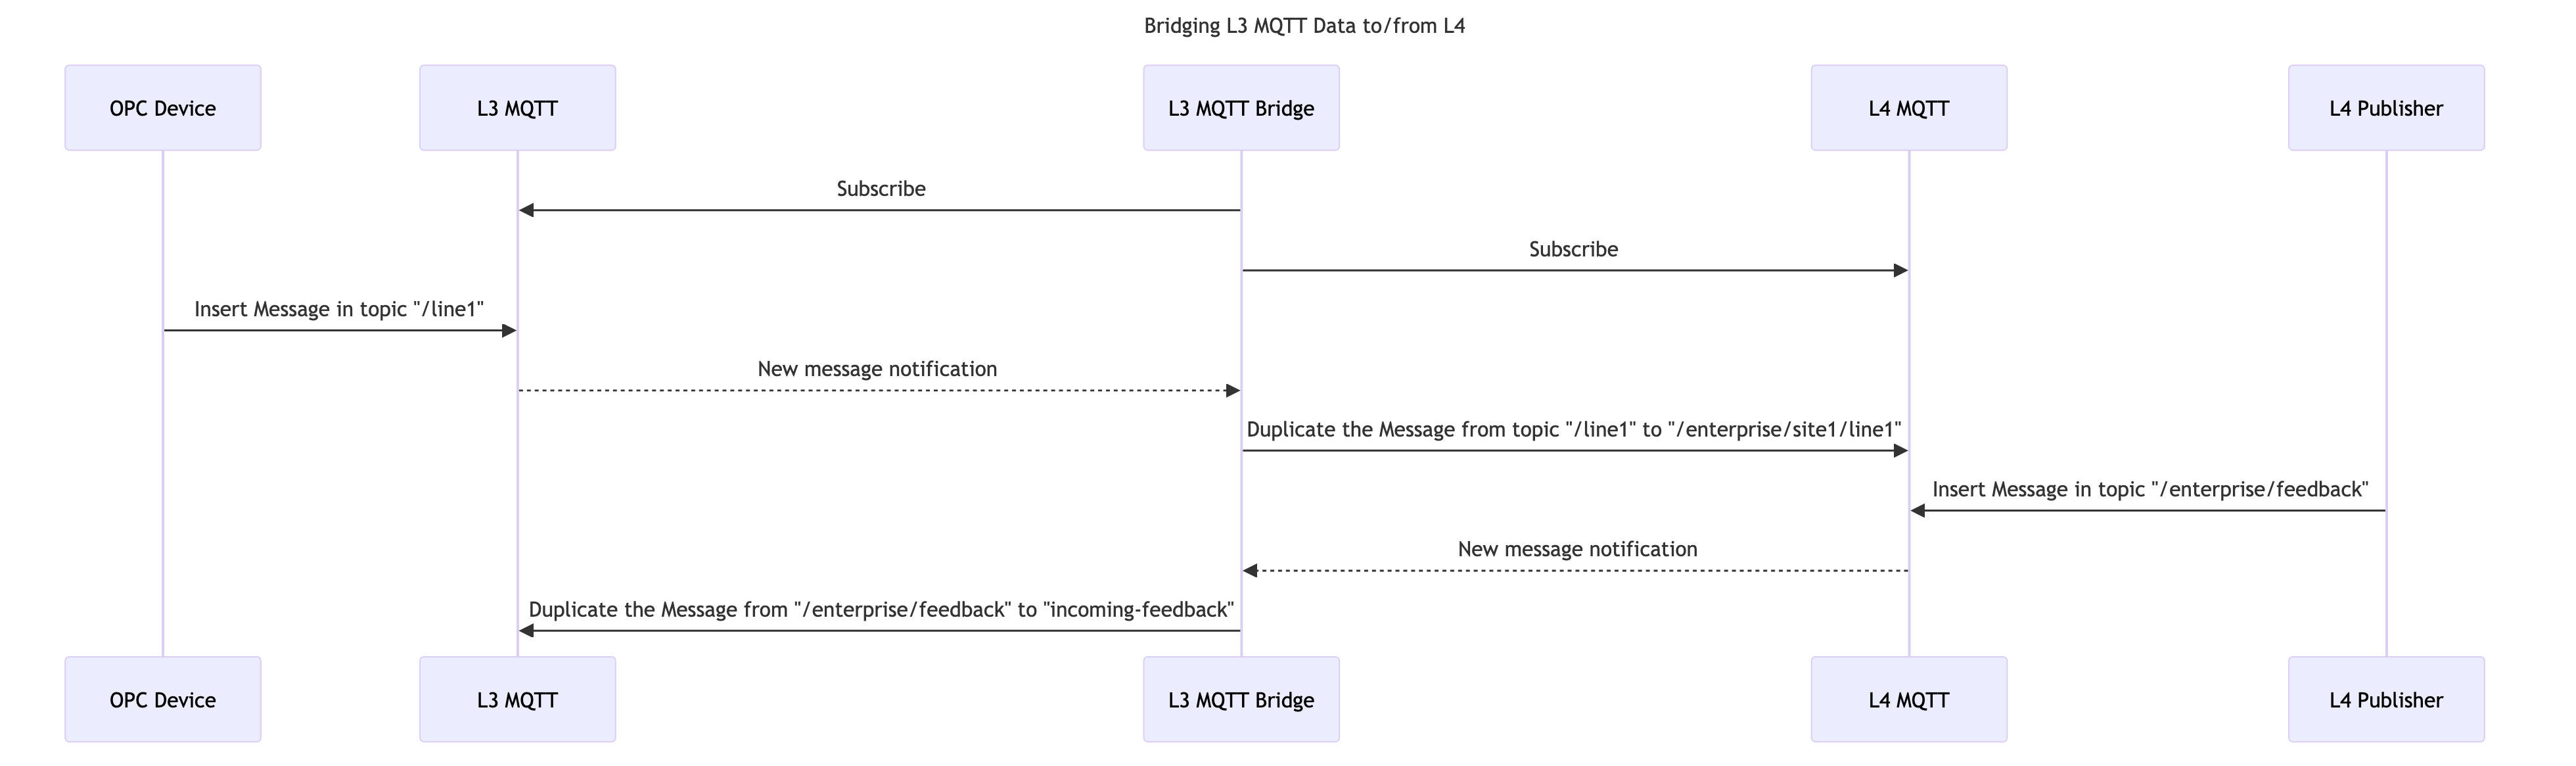 Bridging L3 MQTT Data to/from L4
OPC Device
L3 MQTT
L3 MQTT Bridge
L4 MQTT
L4 Publisher
Subscribe
Subscribe
Insert Message in topic "/line1"
New message notification
Duplicate the Message from topic "/line1" to "/enterprise/site1/line1"
Insert Message in topic "/enterprise/feedback"
New message notification
Duplicate the Message from "/enterprise/feedback" to "incoming-feedback"
OPC Device
L3 MQTT
L3 MQTT Bridge
L4 MQTT
L4 Publisher